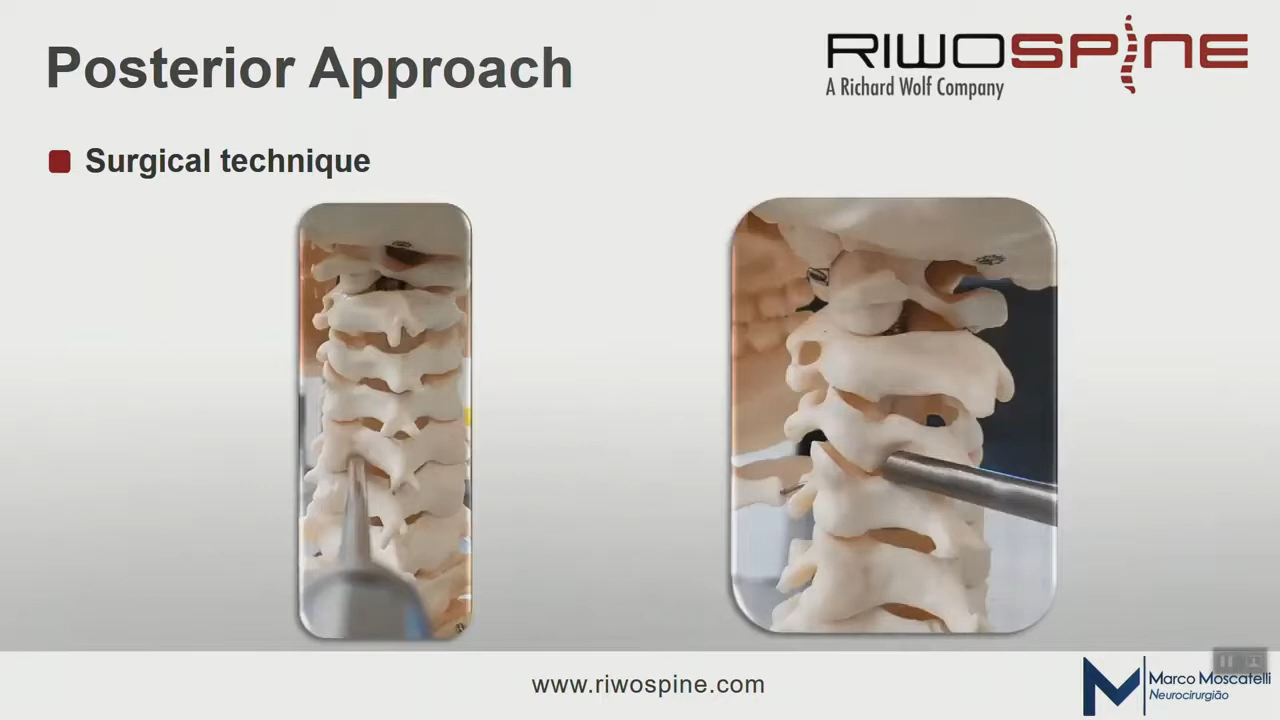 Posterior Approach
RIWOSPINE
A Richard Wolf Company
Surgical technique
www.riwospine.com
M
Marco Moscatelli
Neurocirurgião